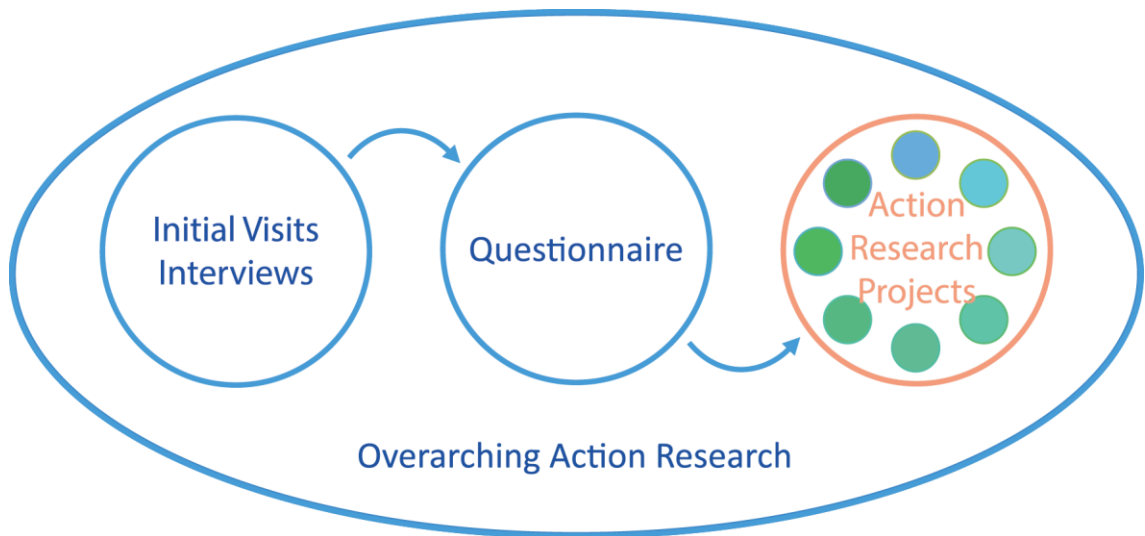 Initial Visits
Interviews
Questionnaire
Action
Research
Projects
Overarching Action Research